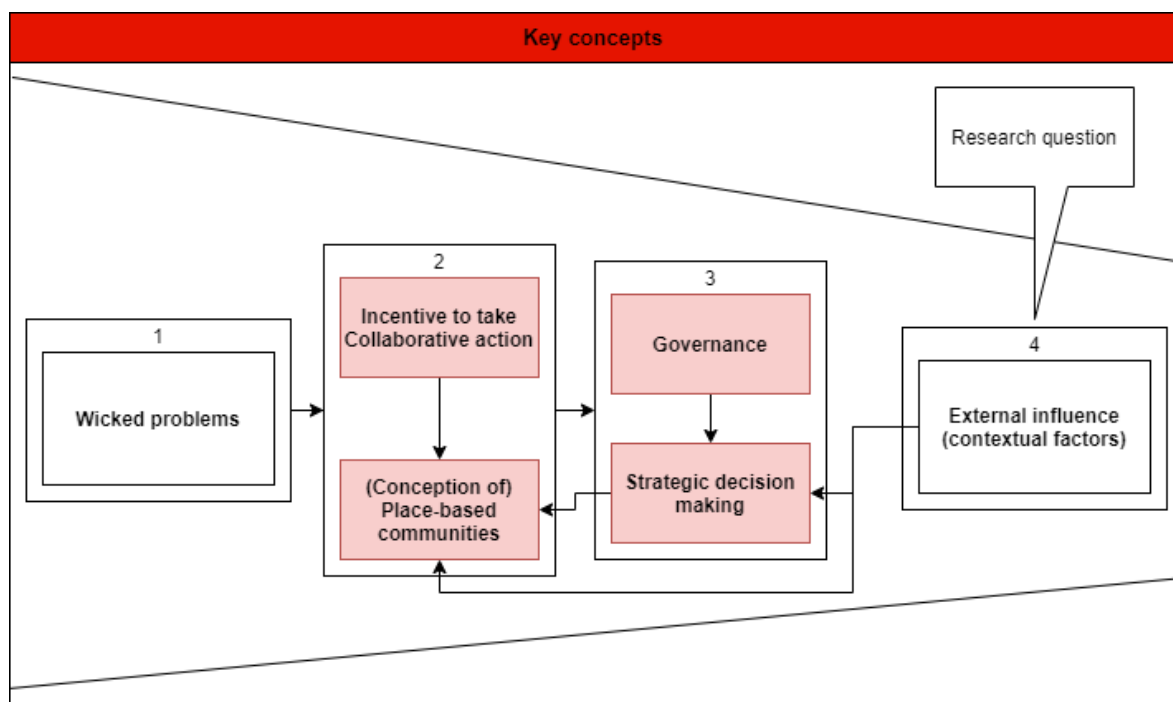 Key concepts
Research question
1
Wicked problems
2
Incentive to take
Collaborative action
(Conception of)
Place-based
communities
3
Governance
Strategic decision
making
4
External influence
(contextual factors)